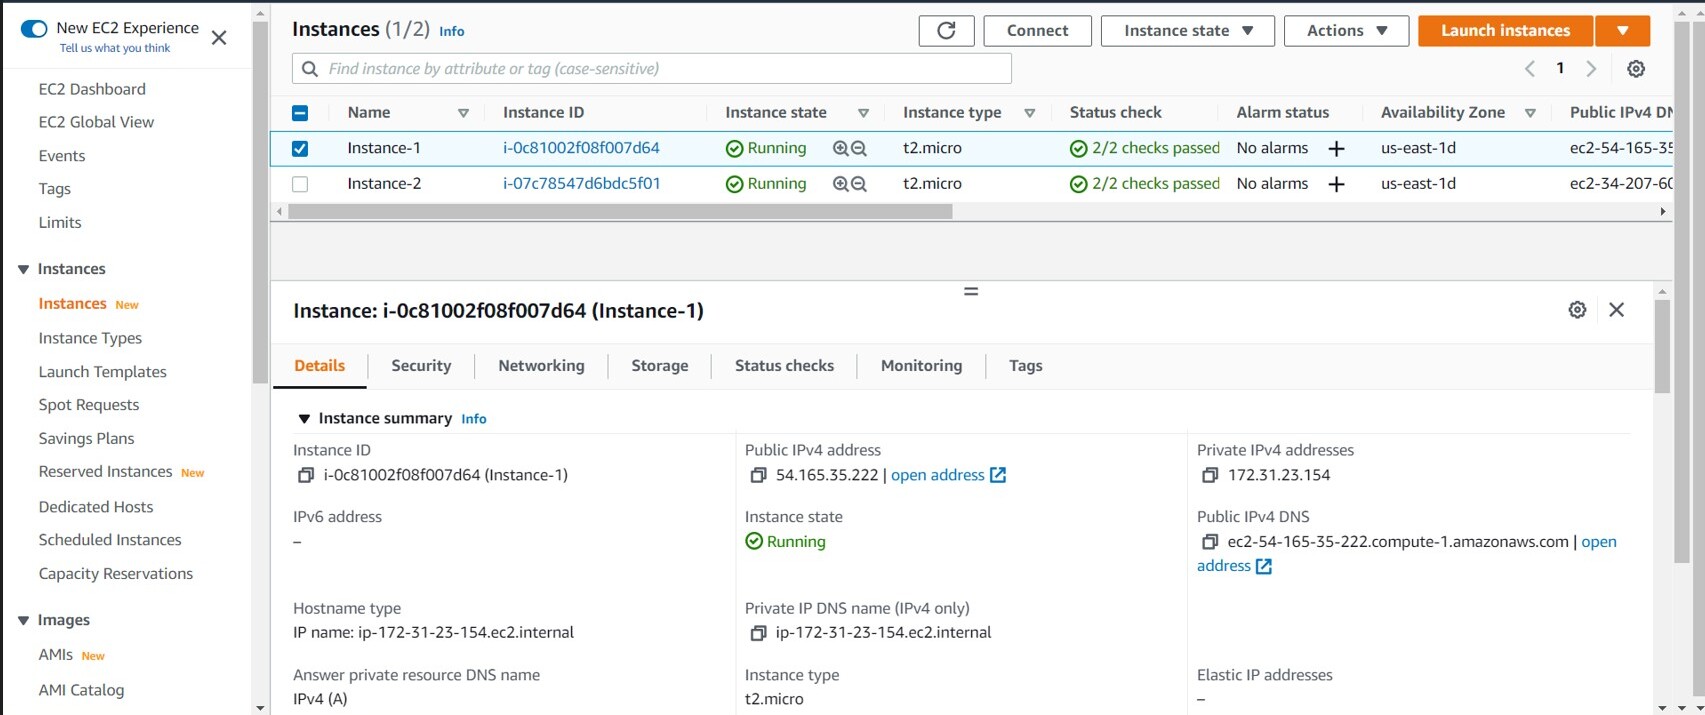 New EC2 Experience
Tell us what you think
EC2 Dashboard
EC2 Global View
Events
Tags
Limits
Instances
Instances New
Instance Types
Launch Templates
Spot Requests
Savings Plans
Reserved Instances New
Dedicated Hosts
Scheduled Instances
Capacity Reservations
Images
AMIs New
AMI Catalog
Instances (1/2) Info
Connect
Instance state
Actions
Launch instances
Find instance by attribute or tag (case-sensitive)
1
Name Instance ID Instance state Instance type Status check Alarm status Availability Zone Public IPv4 DN
Instance-1 i-0c81002f08f007d64 Running t2.micro 2/2 checks passed No alarms + us-east-1d ec2-54-165-35
Instance-2 i-07c78547d6bdc5f01 Running t2.micro 2/2 checks passed No alarms + us-east-1d ec2-34-207-60
Instance: i-0c81002f08f007d64 (Instance-1)
Details Security Networking Storage Status checks Monitoring Tags
Instance summary Info
Instance ID
i-0c81002f08f007d64 (Instance-1)
Public IPv4 address
54.165.35.222 | open address
Private IPv4 addresses
172.31.23.154
IPv6 address
–
Instance state
Running
Public IPv4 DNS
ec2-54-165-35-222.compute-1.amazonaws.com | open
address
Hostname type
IP name: ip-172-31-23-154.ec2.internal
Private IP DNS name (IPv4 only)
ip-172-31-23-154.ec2.internal
Answer private resource DNS name
IPv4 (A)
Instance type
t2.micro
Elastic IP addresses
–